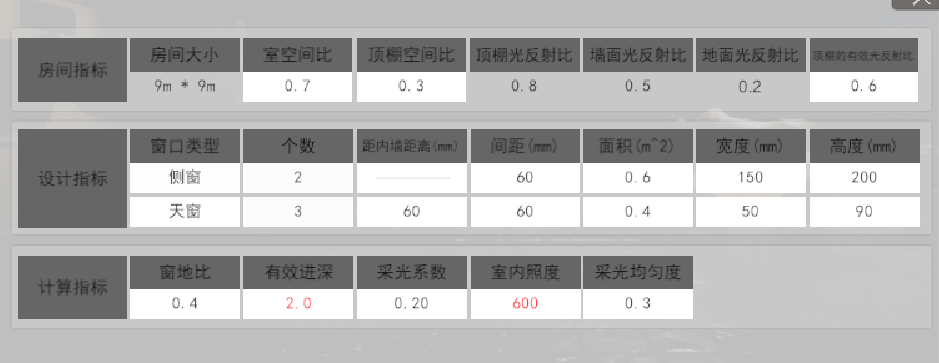 房间指标 房间大小 室空间比 顶棚空间比 顶棚光反射比 墙面光反射比 地面光反射比 顶棚的有效光反射比
9m * 9m 0.7 0.3 0.8 0.5 0.2 0.6
设计指标 窗口类型 个数 距内墙距离(mm) 间距(mm) 面积(m^2) 宽度(mm) 高度(mm)
侧窗 2 ——— 60 0.6 150 200
天窗 3 60 60 0.4 50 90
计算指标 窗地比 有效进深 采光系数 室内照度 采光均匀度
0.4 2.0 0.20 600 0.3